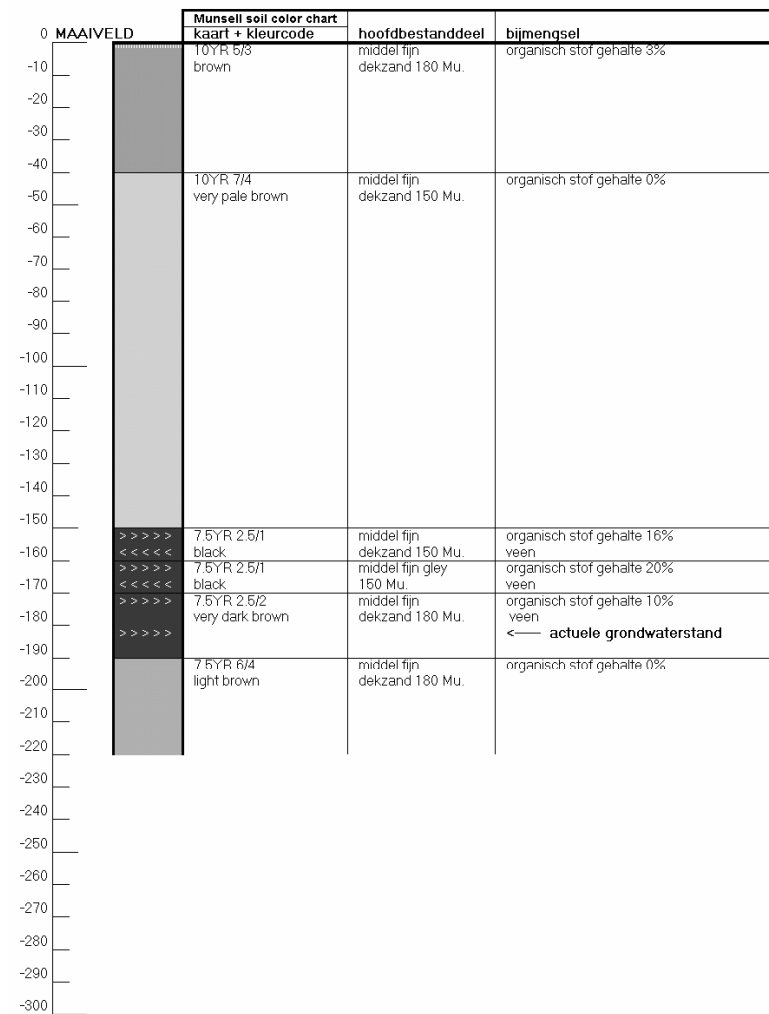 Munsell soil color chart
0 MAAIVELD kaart + kleurcode hoofdbestanddeel bijmengsel
10YR 5/3 middel fijn organisch stof gehalte 3%
-10 brown dekzand 180 Mu.
-20
-30
-40
10YR 7/4 middel fijn organisch stof gehalte 0%
-50 very pale brown dekzand 150 Mu.
-60
-70
-80
-90
-100
-110
-120
-130
-140
-150
> > > > > 7.5YR 2.5/1 middel fijn organisch stof gehalte 16%
-160 < < < < < black dekzand 150 Mu. veen
> > > > > 7.5YR 2.5/1 middel fijn gley organisch stof gehalte 20%
-170 < < < < < black 150 Mu. veen
> > > > > 7.5YR 2.5/2 middel fijn organisch stof gehalte 10%
-180 very dark brown dekzand 180 Mu. veen
> > > > > <—— actuele grondwaterstand
-190
7.5YR 6/4 middel fijn organisch stof gehalte 0%
-200 light brown dekzand 180 Mu.
-210
-220
-230
-240
-250
-260
-270
-280
-290
-300